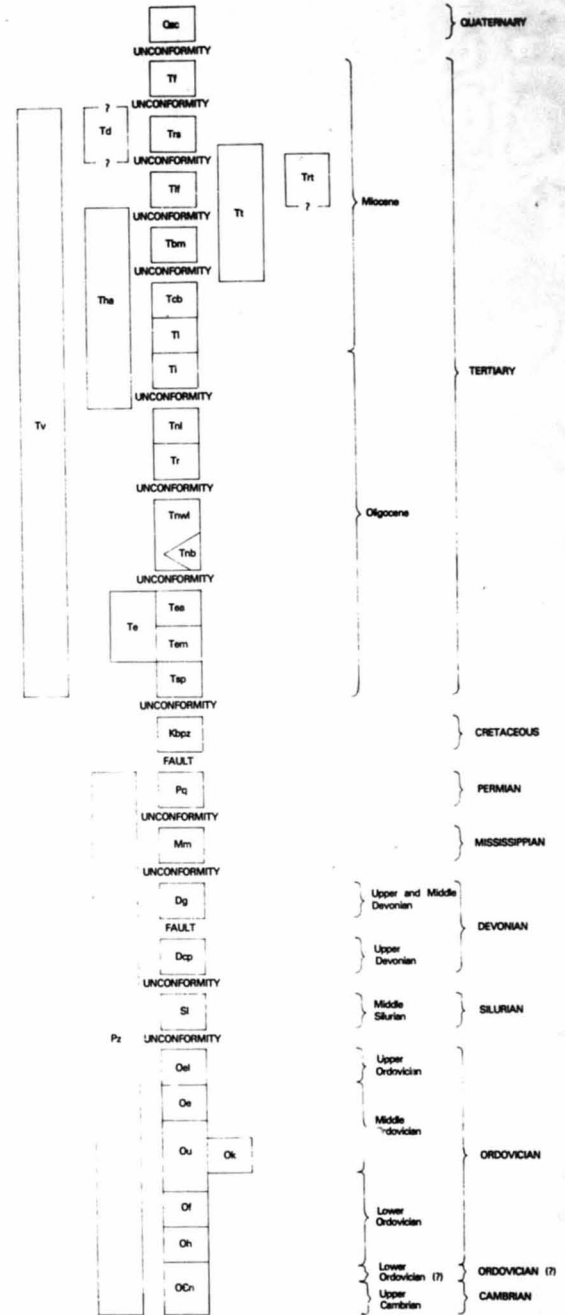 Qac
QUATERNARY
UNCONFORMITY
Tf
?
UNCONFORMITY
Td
Trs
?
UNCONFORMITY
Trt
Tlf
Tt
?
Miocene
UNCONFORMITY
Tbm
UNCONFORMITY
Tha
Tcb
Tl
Ti
TERTIARY
UNCONFORMITY
Tv
Tnl
Tr
UNCONFORMITY
Tnwl
Oligocene
Tnb
UNCONFORMITY
Tea
Te
Tem
Tsp
UNCONFORMITY
Kbpz
CRETACEOUS
FAULT
Pq
PERMIAN
UNCONFORMITY
Mm
MISSISSIPPIAN
UNCONFORMITY
Dg
Upper and Middle
Devonian
FAULT
DEVONIAN
Dcp
Upper
Devonian
UNCONFORMITY
Sl
Middle
Silurian
SILURIAN
Pz
UNCONFORMITY
Oel
Upper
Ordovician
Oe
Middle
Ordovician
Ou
Ok
ORDOVICIAN
Of
Lower
Ordovician
Oh
Lower
Ordovician (?)
ORDOVICIAN (?)
OCn
Upper
Cambrian
CAMBRIAN